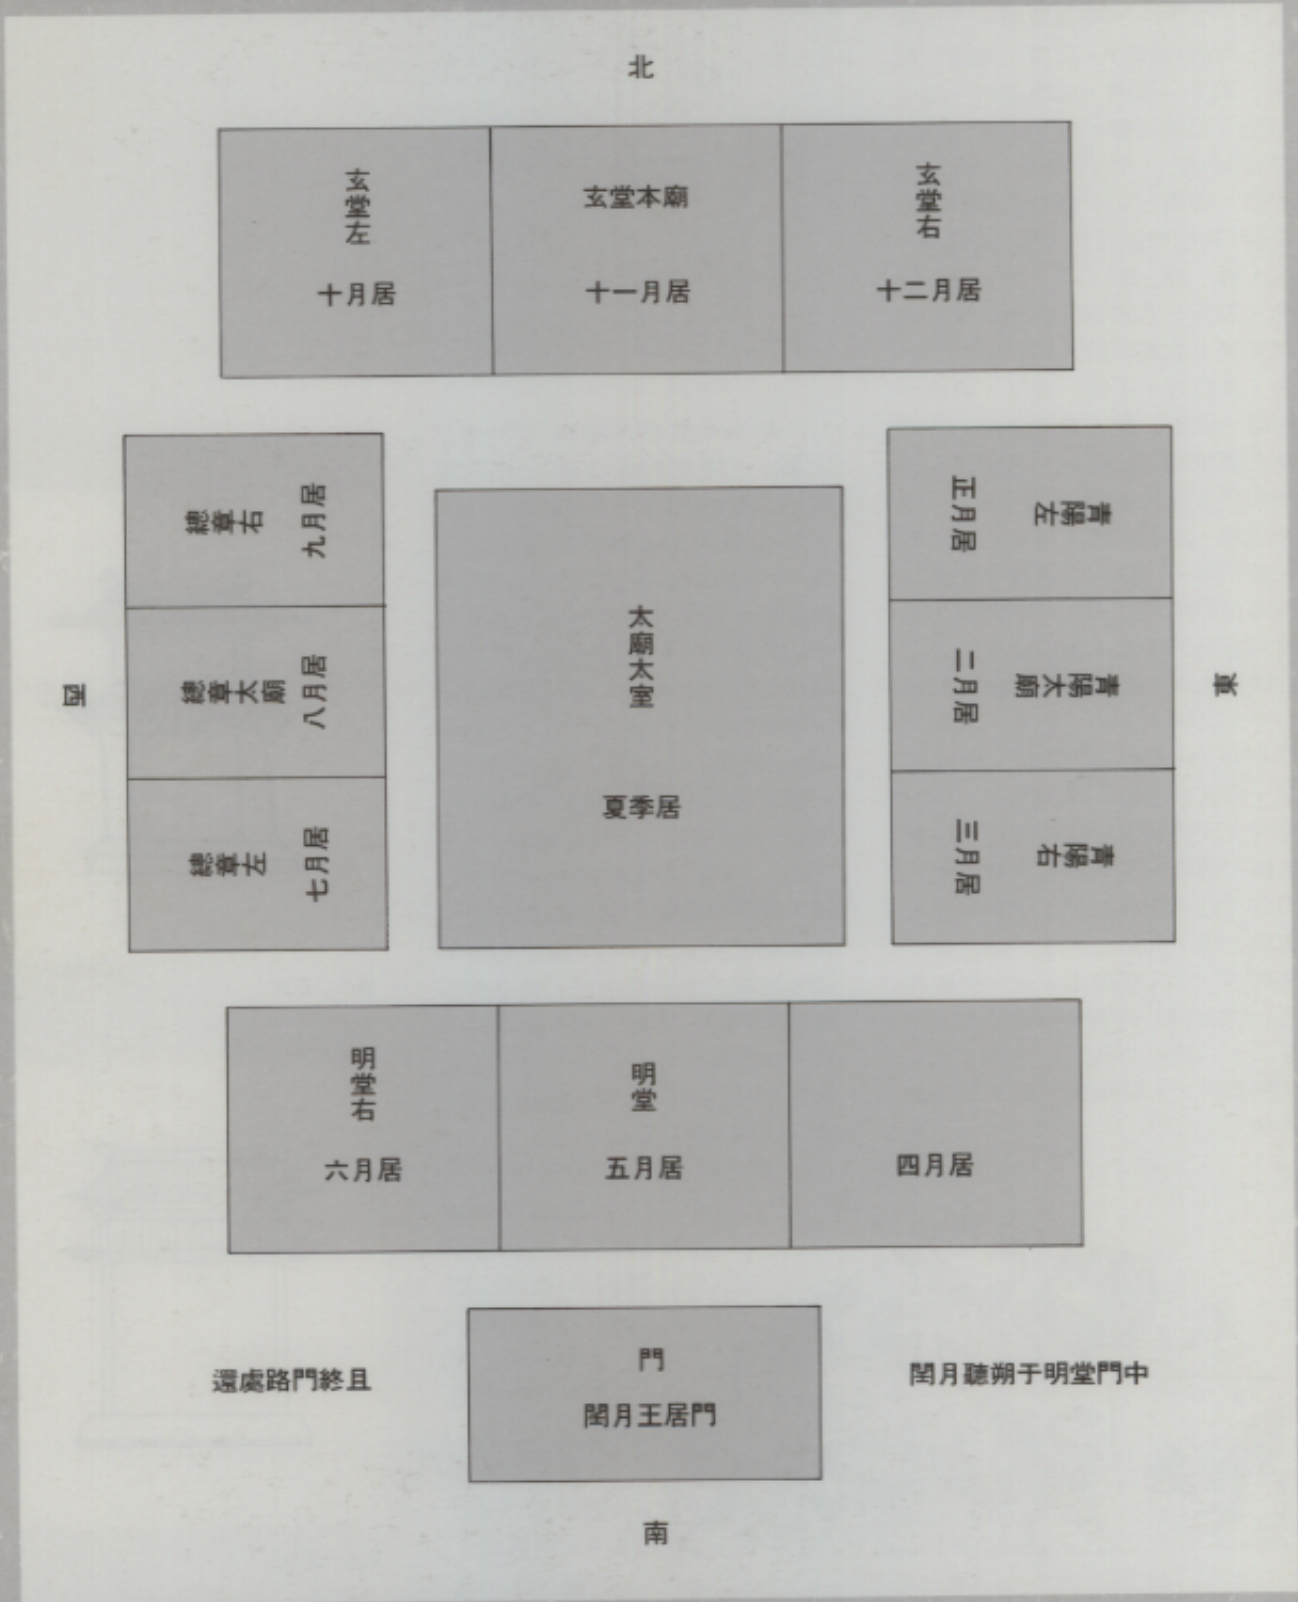 北
玄堂左
十月居
玄堂本廟
十一月居
玄堂右
十二月居
總章右
九月居
總章太廟
八月居
總章左
七月居
西
太廟太室
夏季居
青陽左
正月居
青陽太廟
二月居
青陽右
三月居
東
明堂右
六月居
明堂
五月居
四月居
還處路門終且
門
閏月王居門
閏月聽朔于明堂門中
南